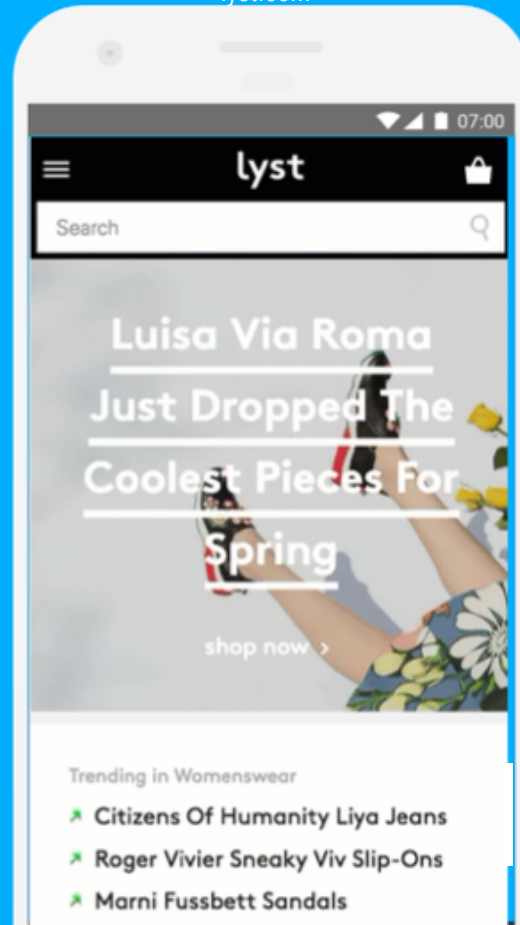 07:00
lyst
Search
Luisa Via Roma
Just Dropped The
Coolest Pieces For
Spring
shop now ›
Trending in Womenswear
Citizens Of Humanity Liya Jeans
Roger Vivier Sneaky Viv Slip-Ons
Marni Fussbett Sandals